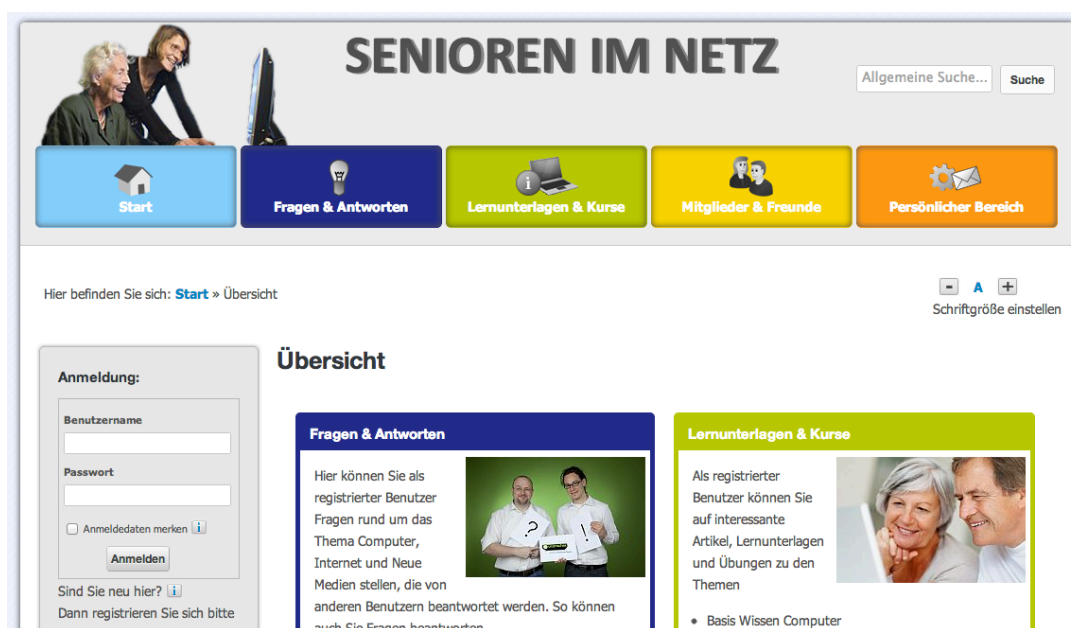 SENIOREN IM NETZ
Allgemeine Suche... Suche
Start Fragen & Antworten Lernunterlagen & Kurse Mitglieder & Freunde Persönlicher Bereich
Hier befinden Sie sich: Start » Übersicht
- A +
Schriftgröße einstellen
Übersicht
Anmeldung:
Benutzername
Passwort
Anmeldedaten merken i
Anmelden
Sind Sie neu hier? i
Dann registrieren Sie sich bitte
Fragen & Antworten
Hier können Sie als
registrierter Benutzer
Fragen rund um das
Thema Computer,
Internet und Neue
Medien stellen, die von
anderen Benutzern beantwortet werden. So können
auch Sie Fragen beantworten
? !
Lernunterlagen & Kurse
Als registrierter
Benutzer können Sie
auf interessante
Artikel, Lernunterlagen
und Übungen zu den
Themen
• Basis Wissen Computer